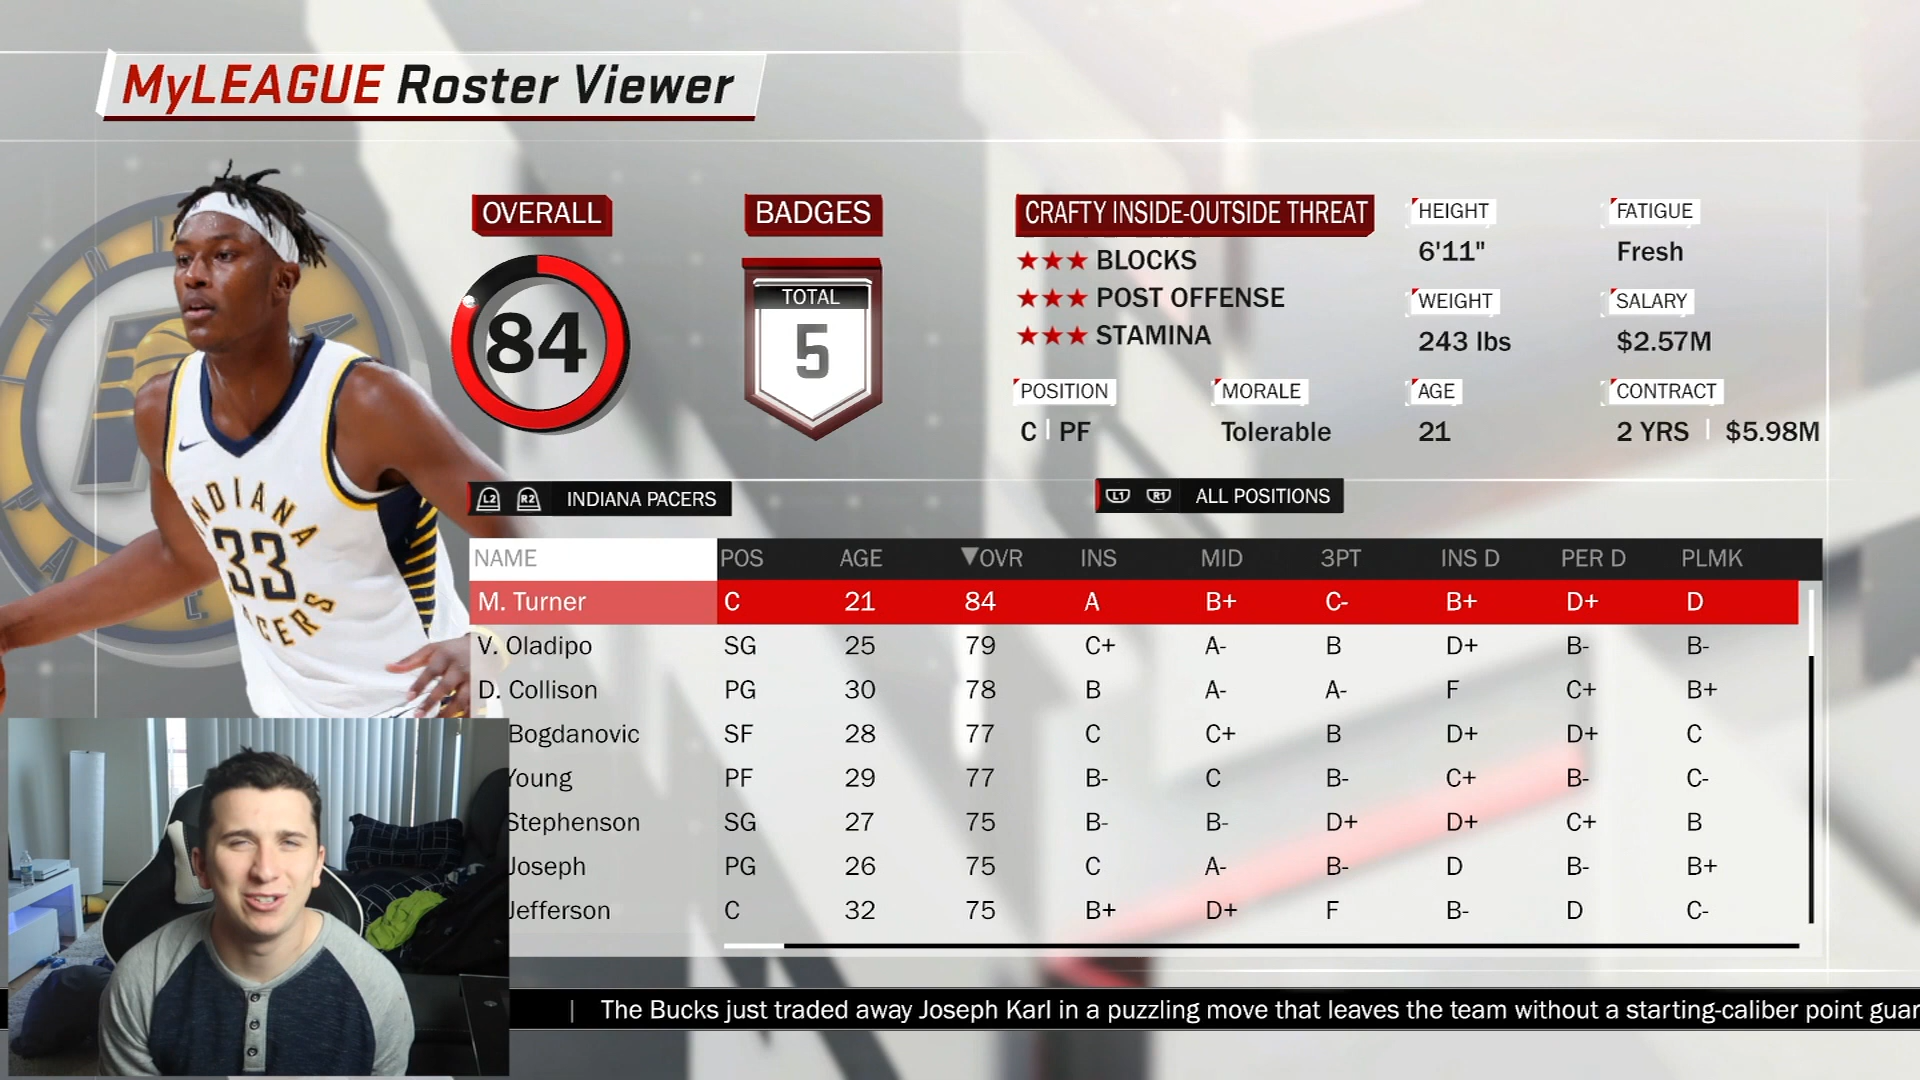 MyLEAGUE Roster Viewer
OVERALL
84
BADGES
TOTAL
5
CRAFTY INSIDE-OUTSIDE THREAT
★★★ BLOCKS
★★★ POST OFFENSE
★★★ STAMINA
HEIGHT
6'11"
FATIGUE
Fresh
WEIGHT
243 lbs
SALARY
$2.57M
POSITION
C | PF
MORALE
Tolerable
AGE
21
CONTRACT
2 YRS | $5.98M
INDIANA
33
PACERS
L2 R2 INDIANA PACERS
L1 R1 ALL POSITIONS
NAME POS AGE ▼OVR INS MID 3PT INS D PER D PLMK
M. Turner C 21 84 A B+ C- B+ D+ D
V. Oladipo SG 25 79 C+ A- B D+ B- B-
D. Collison PG 30 78 B A- A- F C+ B+
Bogdanovic SF 28 77 C C+ B D+ D+ C
Young PF 29 77 B- C B- C+ B- C-
Stephenson SG 27 75 B- B- D+ D+ C+ B
Joseph PG 26 75 C A- B- D B- B+
Jefferson C 32 75 B+ D+ F B- D C-
| The Bucks just traded away Joseph Karl in a puzzling move that leaves the team without a starting-caliber point guar